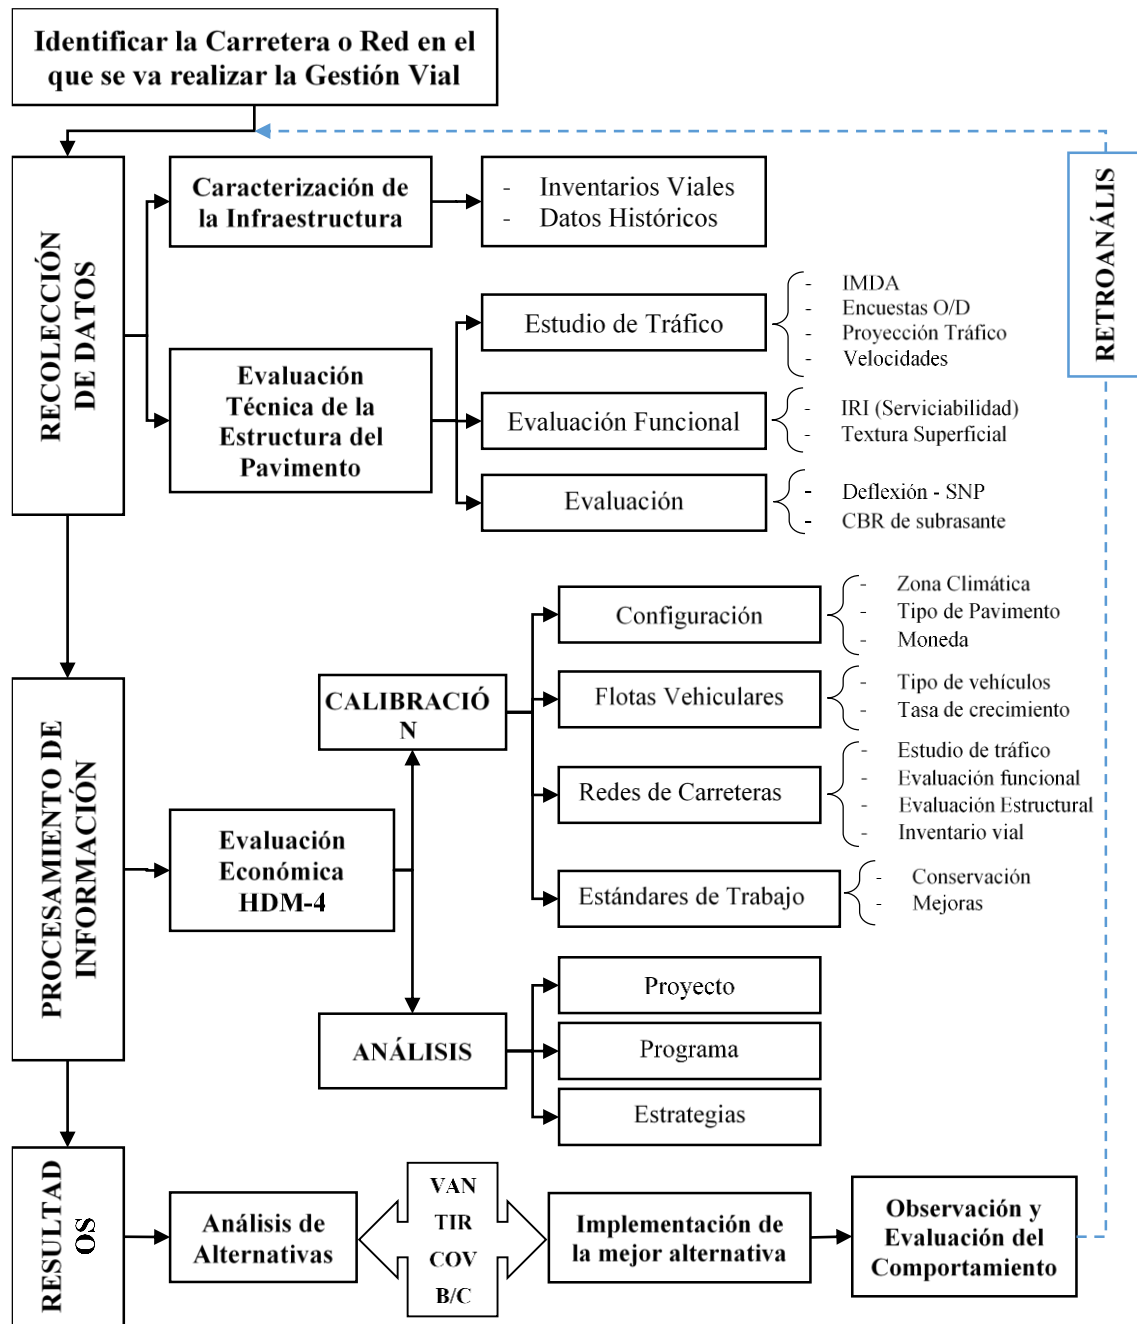 Identificar la Carretera o Red en el
que se va realizar la Gestión Vial
RECOLECCIÓN
DE DATOS
Caracterización de
la Infraestructura
- Inventarios Viales
- Datos Históricos
RETROANÁLIS
Evaluación
Técnica de la
Estructura del
Pavimento
Estudio de Tráfico
- IMDA
- Encuestas O/D
- Proyección Tráfico
- Velocidades
Evaluación Funcional
- IRI (Serviciabilidad)
- Textura Superficial
Evaluación
- Deflexión - SNP
- CBR de subrasante
PROCESAMIENTO DE
INFORMACIÓN
Evaluación
Económica
HDM-4
CALIBRACIÓ
N
Configuración
- Zona Climática
- Tipo de Pavimento
- Moneda
Flotas Vehiculares
- Tipo de vehículos
- Tasa de crecimiento
Redes de Carreteras
- Estudio de tráfico
- Evaluación funcional
- Evaluación Estructural
- Inventario vial
Estándares de Trabajo
- Conservación
- Mejoras
ANÁLISIS
Proyecto
Programa
Estrategias
RESULTAD
OS
Análisis de
Alternativas
VAN
TIR
COV
B/C
Implementación de
la mejor alternativa
Observación y
Evaluación del
Comportamiento